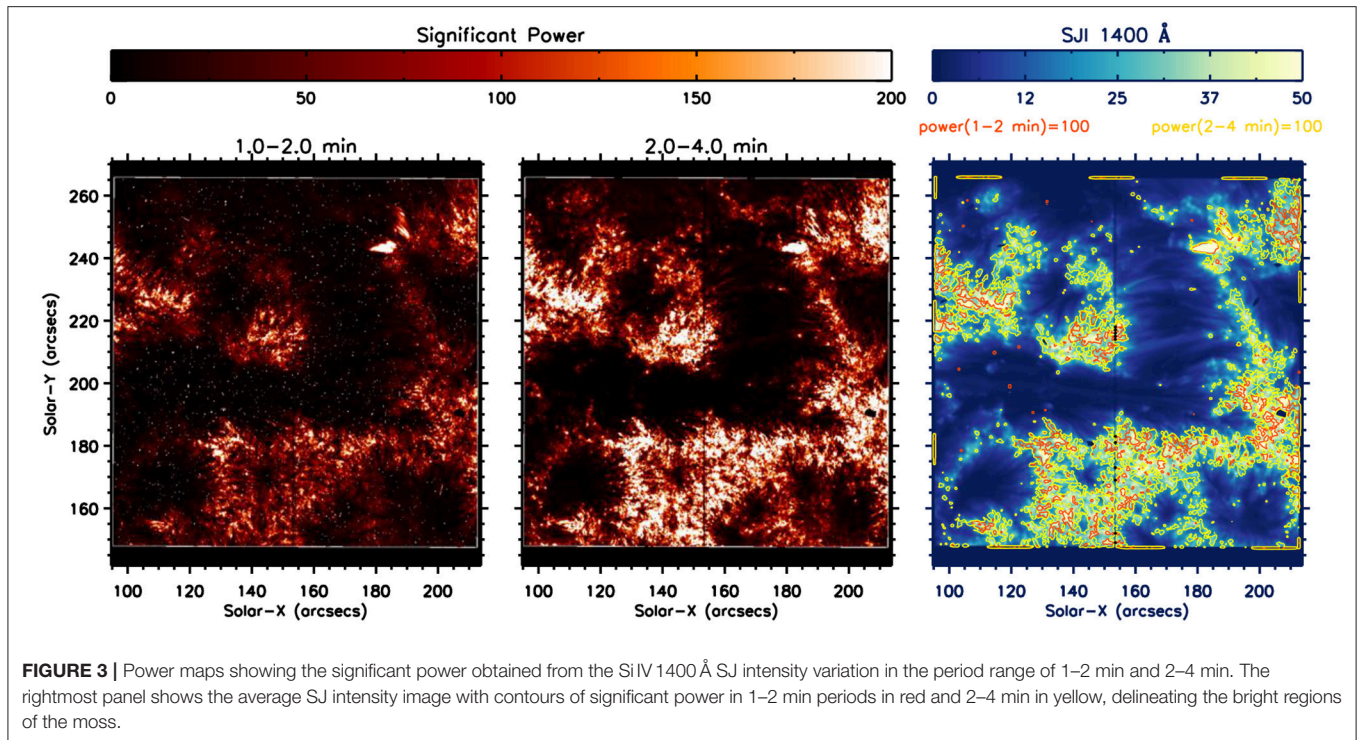 Significant Power
SJI 1400 Å
0 50 100 150 200
0 12 25 37 50
power(1-2 min)=100 power(2-4 min)=100
1.0-2.0 min
2.0-4.0 min
Solar-Y (arcsecs)
260
240
220
200
180
160
100 120 140 160 180 200
100 120 140 160 180 200
100 120 140 160 180 200
Solar-X (arcsecs)
Solar-X (arcsecs)
Solar-X (arcsecs)
FIGURE 3 | Power maps showing the significant power obtained from the Si IV 1400 Å SJ intensity variation in the period range of 1–2 min and 2–4 min. The
rightmost panel shows the average SJ intensity image with contours of significant power in 1–2 min periods in red and 2–4 min in yellow, delineating the bright regions
of the moss.